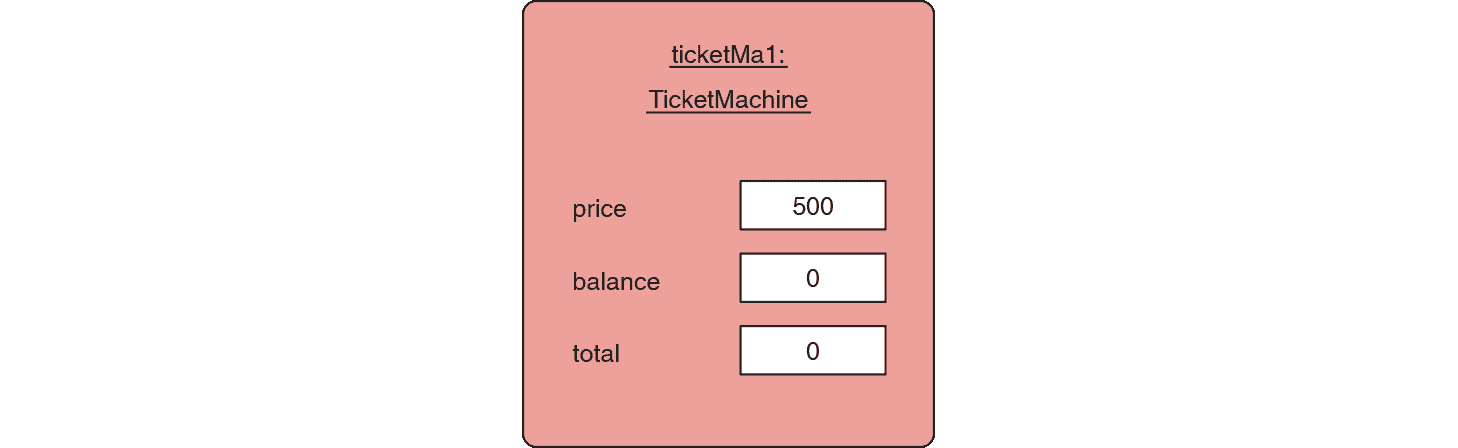 ticketMa1:
TicketMachine
price 500
balance 0
total 0